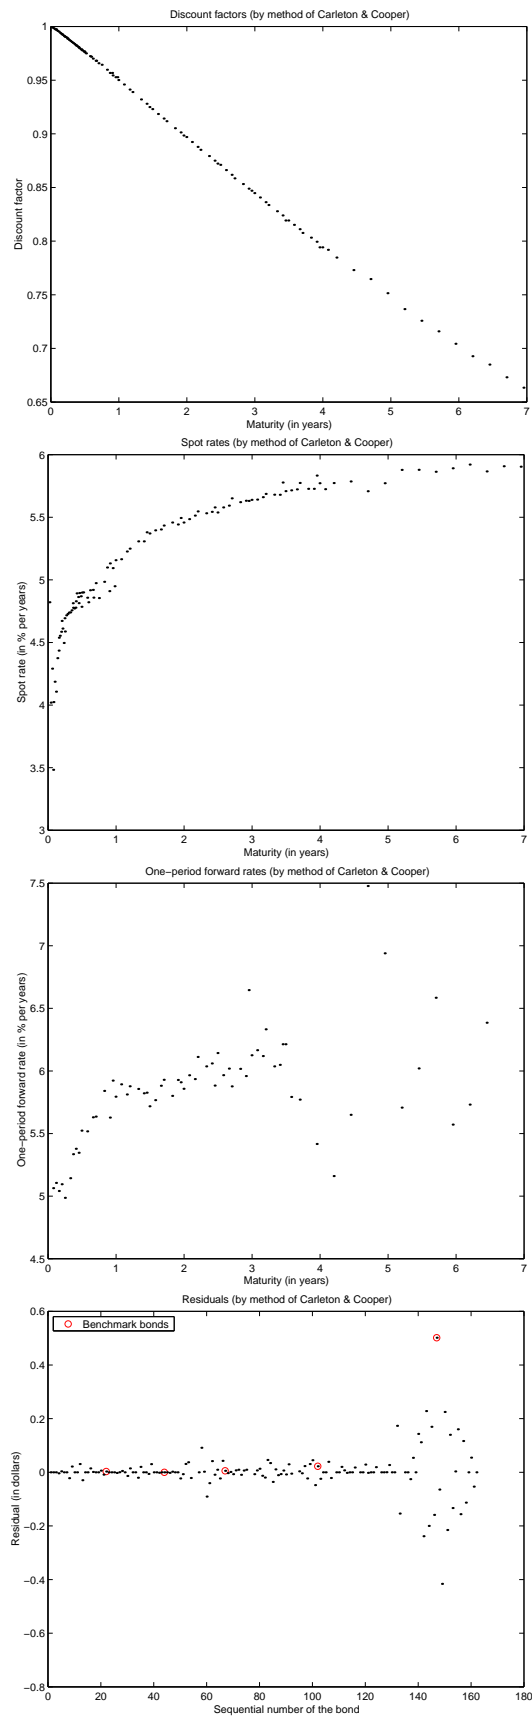 Discount factors (by method of Carleton & Cooper)
1
0.95
0.9
0.85
0.8
0.75
0.7
0.65
Discount factor
0 1 2 3 4 5 6 7
Maturity (in years)
Spot rates (by method of Carleton & Cooper)
6
5.5
5
4.5
4
3.5
3
Spot rate (in % per years)
0 1 2 3 4 5 6 7
Maturity (in years)
One−period forward rates (by method of Carleton & Cooper)
7.5
7
6.5
6
5.5
5
4.5
One−period forward rate (in % per years)
0 1 2 3 4 5 6 7
Maturity (in years)
Residuals (by method of Carleton & Cooper)
Benchmark bonds
0.6
0.4
0.2
0
−0.2
−0.4
−0.6
−0.8
Residual (in dollars)
0 20 40 60 80 100 120 140 160 180
Sequential number of the bond